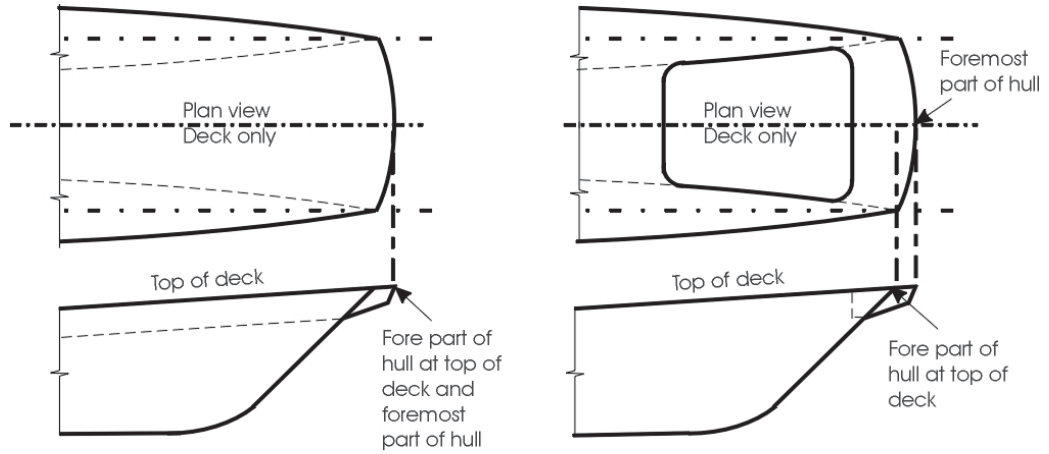 Plan view
Deck only
Top of deck
Fore part of
hull at top of
deck and
foremost
part of hull
Foremost
part of hull
Plan view
Deck only
Top of deck
Fore part of
hull at top of
deck